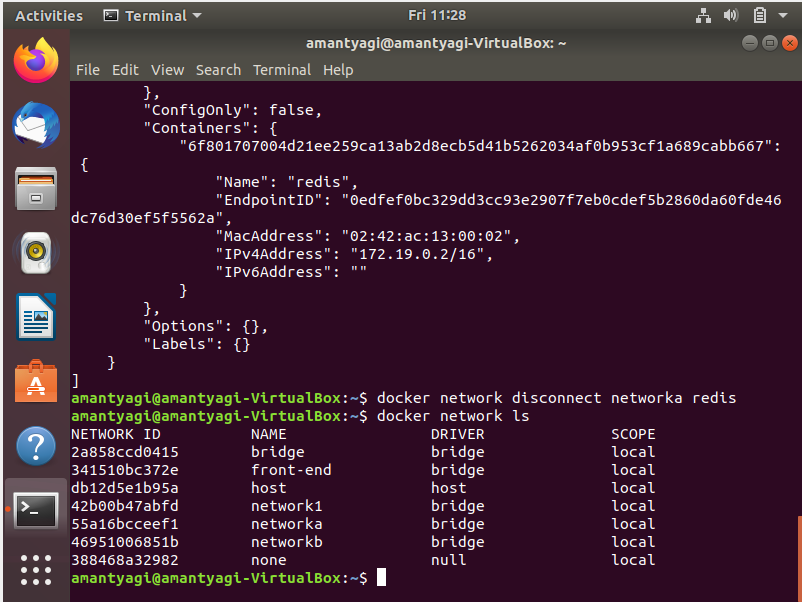 Activities Terminal Fri 11:28
amantyagi@amantyagi-VirtualBox: ~
File Edit View Search Terminal Help
        },
        "ConfigOnly": false,
        "Containers": {
            "6f801707004d21ee259ca13ab2d8ecb5d41b5262034af0b953cf1a689cabb667":
 {
                "Name": "redis",
                "EndpointID": "0edfef0bc329dd3cc93e2907f7eb0cdef5b2860da60fde46
dc76d30ef5f5562a",
                "MacAddress": "02:42:ac:13:00:02",
                "IPv4Address": "172.19.0.2/16",
                "IPv6Address": ""
            }
        },
        "Options": {},
        "Labels": {}
    }
]
amantyagi@amantyagi-VirtualBox:~$ docker network disconnect networka redis
amantyagi@amantyagi-VirtualBox:~$ docker network ls
NETWORK ID          NAME                DRIVER              SCOPE
2a858ccd0415        bridge              bridge              local
341510bc372e        front-end           bridge              local
db12d5e1b95a        host                host                local
42b00b47abfd        network1            bridge              local
55a16bcceef1        networka            bridge              local
46951006851b        networkb            bridge              local
388468a32982        none                null                local
amantyagi@amantyagi-VirtualBox:~$